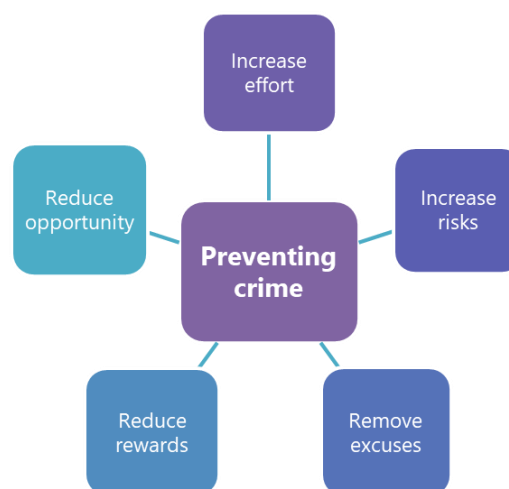 Increase
effort
Reduce
opportunity
Increase
risks
Preventing
crime
Reduce
rewards
Remove
excuses